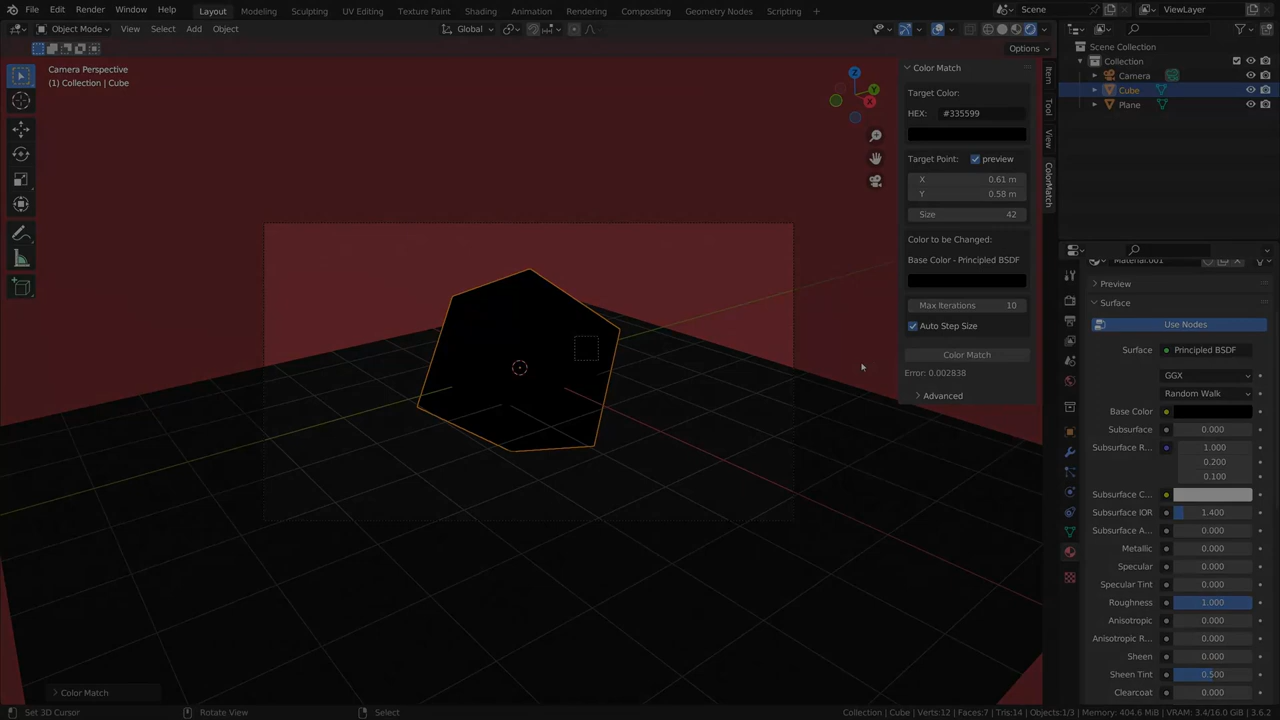 File Edit Render Window Help Layout Modeling Sculpting UV Editing Texture Paint Shading Animation Rendering Compositing Geometry Nodes Scripting + Scene ViewLayer
Object Mode View Select Add Object Global
Options
Camera Perspective
(1) Collection | Cube
Z
Y
X
Color Match
Target Color:
HEX: #335599
Target Point: preview
X 0.61 m
Y 0.58 m
Size 42
Color to be Changed:
Base Color - Principled BSDF
Max Iterations 10
Auto Step Size
Color Match
Error: 0.002838
Advanced
Item
Tool
View
ColorMatch
Scene Collection
Collection
Camera
Cube
Plane
Material.001
Preview
Surface
Use Nodes
Surface Principled BSDF
GGX
Random Walk
Base Color
Subsurface 0.000
Subsurface R... 1.000
0.200
0.100
Subsurface C...
Subsurface IOR 1.400
Subsurface A... 0.000
Metallic 0.000
Specular 0.000
Specular Tint 0.000
Roughness 1.000
Anisotropic 0.000
Anisotropic R... 0.000
Sheen 0.000
Sheen Tint 0.500
Clearcoat 0.000
Color Match
Set 3D Cursor Rotate View Select Collection | Cube | Verts:12 | Faces:7 | Tris:14 | Objects:1/3 | Memory: 404.6 MiB | VRAM: 3.4/16.0 GiB | 3.6.2